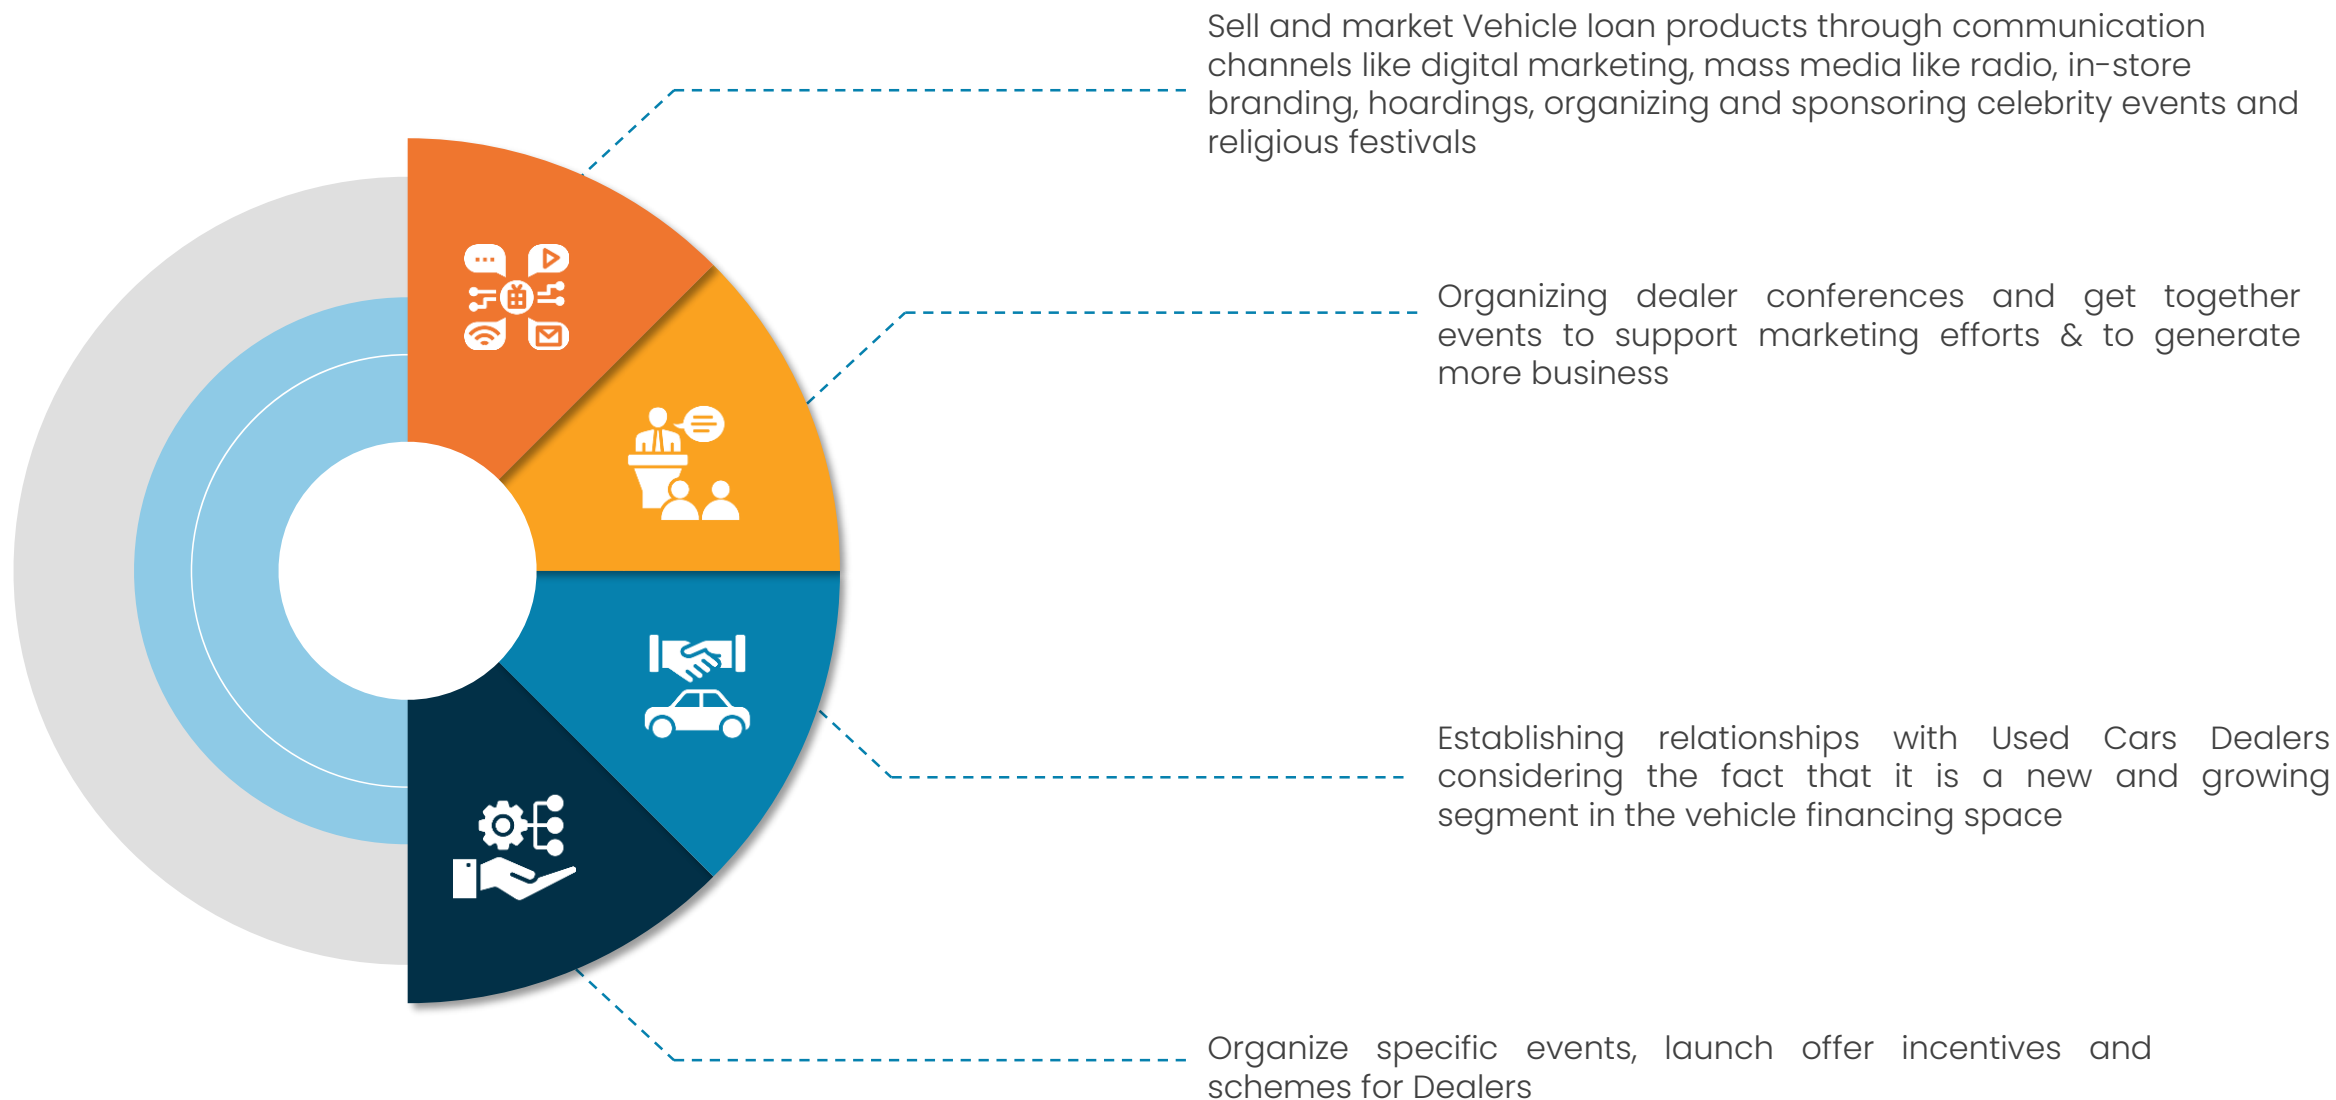 Sell and market Vehicle loan products through communication
channels like digital marketing, mass media like radio, in-store
branding, hoardings, organizing and sponsoring celebrity events and
religious festivals
Organizing dealer conferences and get together
events to support marketing efforts & to generate
more business
Establishing relationships with Used Cars Dealers
considering the fact that it is a new and growing
segment in the vehicle financing space
Organize specific events, launch offer incentives and
schemes for Dealers